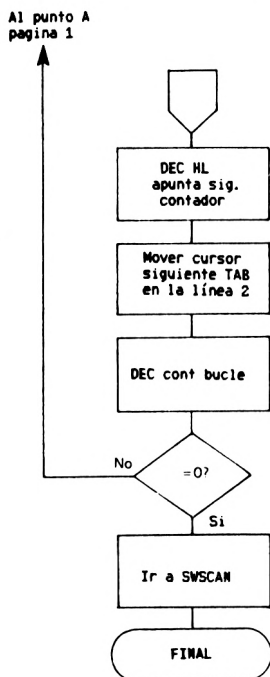 Al punto A
pagina 1
DEC HL
apunta sig.
contador
Mover cursor
siguiente TAB
en la línea 2
DEC cont bucle
=0?
No
Si
Ir a SWSCAN
FINAL